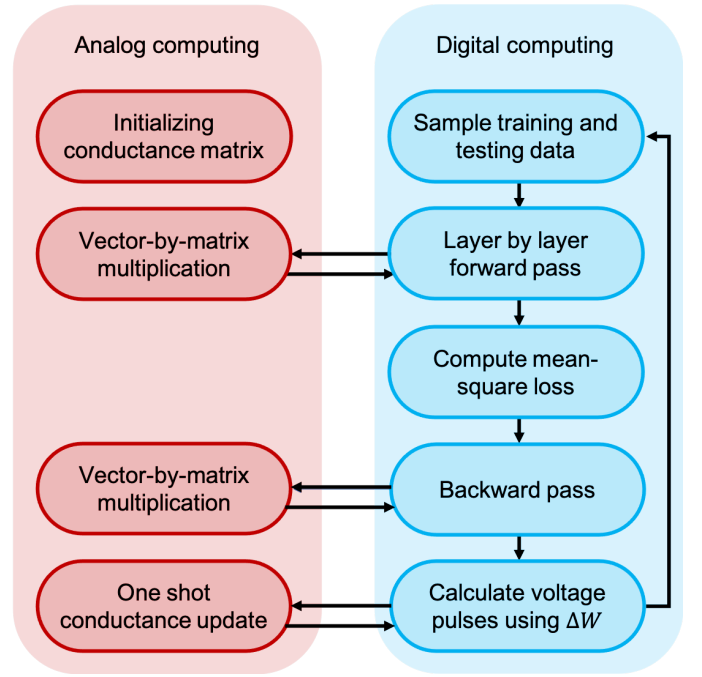 Analog computing
Digital computing
Initializing
conductance matrix
Sample training and
testing data
Vector-by-matrix
multiplication
Layer by layer
forward pass
Compute mean-
square loss
Vector-by-matrix
multiplication
Backward pass
One shot
conductance update
Calculate voltage
pulses using ΔW